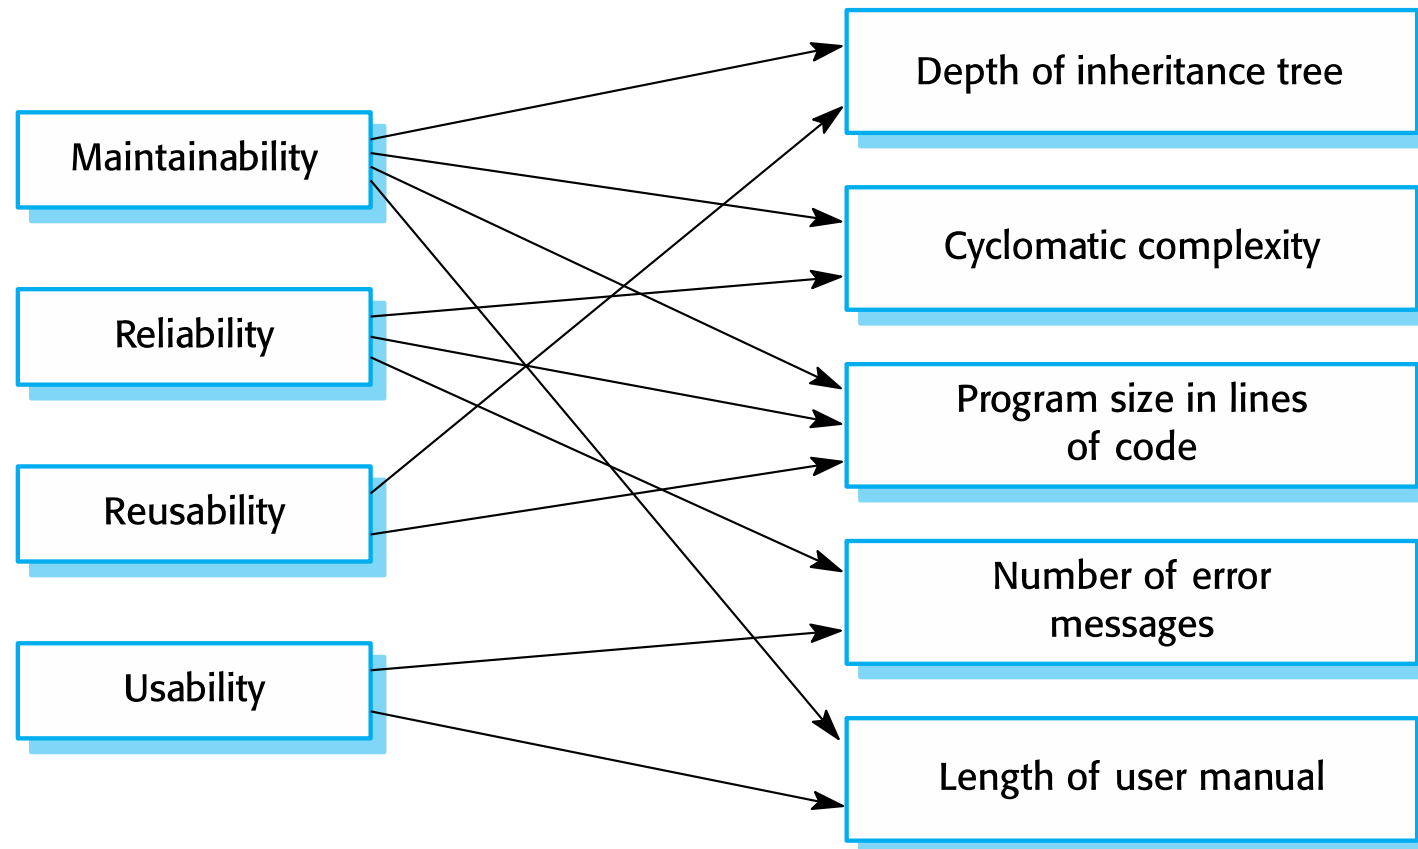 Maintainability
Reliability
Reusability
Usability
Depth of inheritance tree
Cyclomatic complexity
Program size in lines
of code
Number of error
messages
Length of user manual